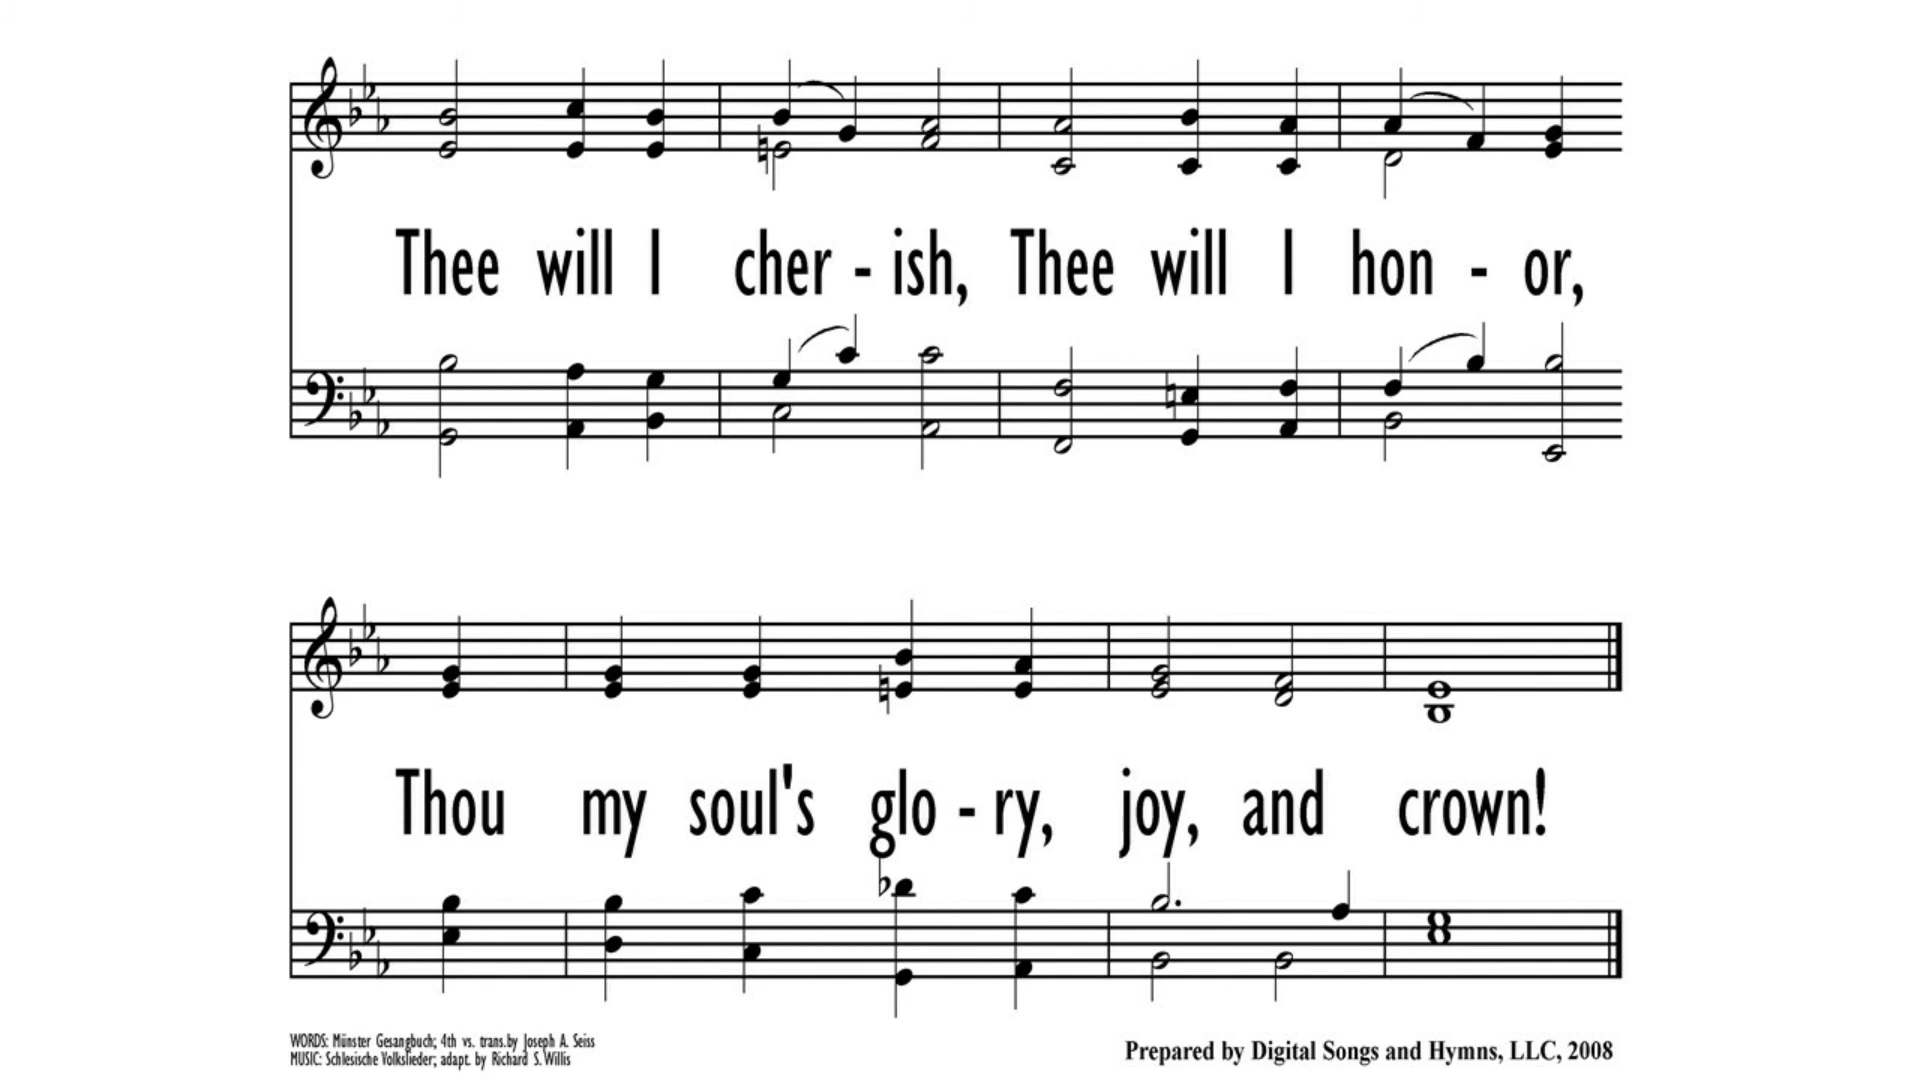 Thee will I cher - ish, Thee will I hon - or,
Thou my soul's glo - ry, joy, and crown!
WORDS: Münster Gesangbuch; 4th vs. trans.by Joseph A. Seiss
MUSIC: Schlesische Volkslieder; adapt. by Richard S. Willis
Prepared by Digital Songs and Hymns, LLC, 2008